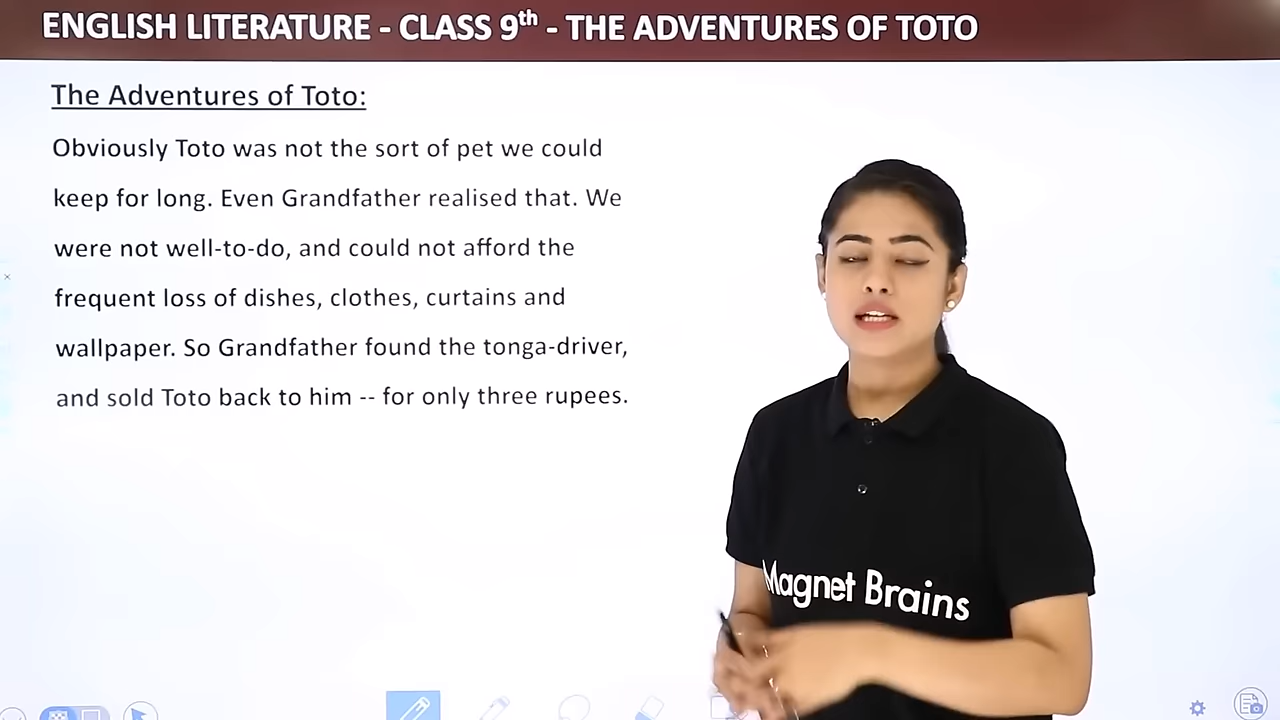 ENGLISH LITERATURE - CLASS 9th - THE ADVENTURES OF TOTO
The Adventures of Toto:
Obviously Toto was not the sort of pet we could
keep for long. Even Grandfather realised that. We
were not well-to-do, and could not afford the
frequent loss of dishes, clothes, curtains and
wallpaper. So Grandfather found the tonga-driver,
and sold Toto back to him -- for only three rupees.
Magnet Brains